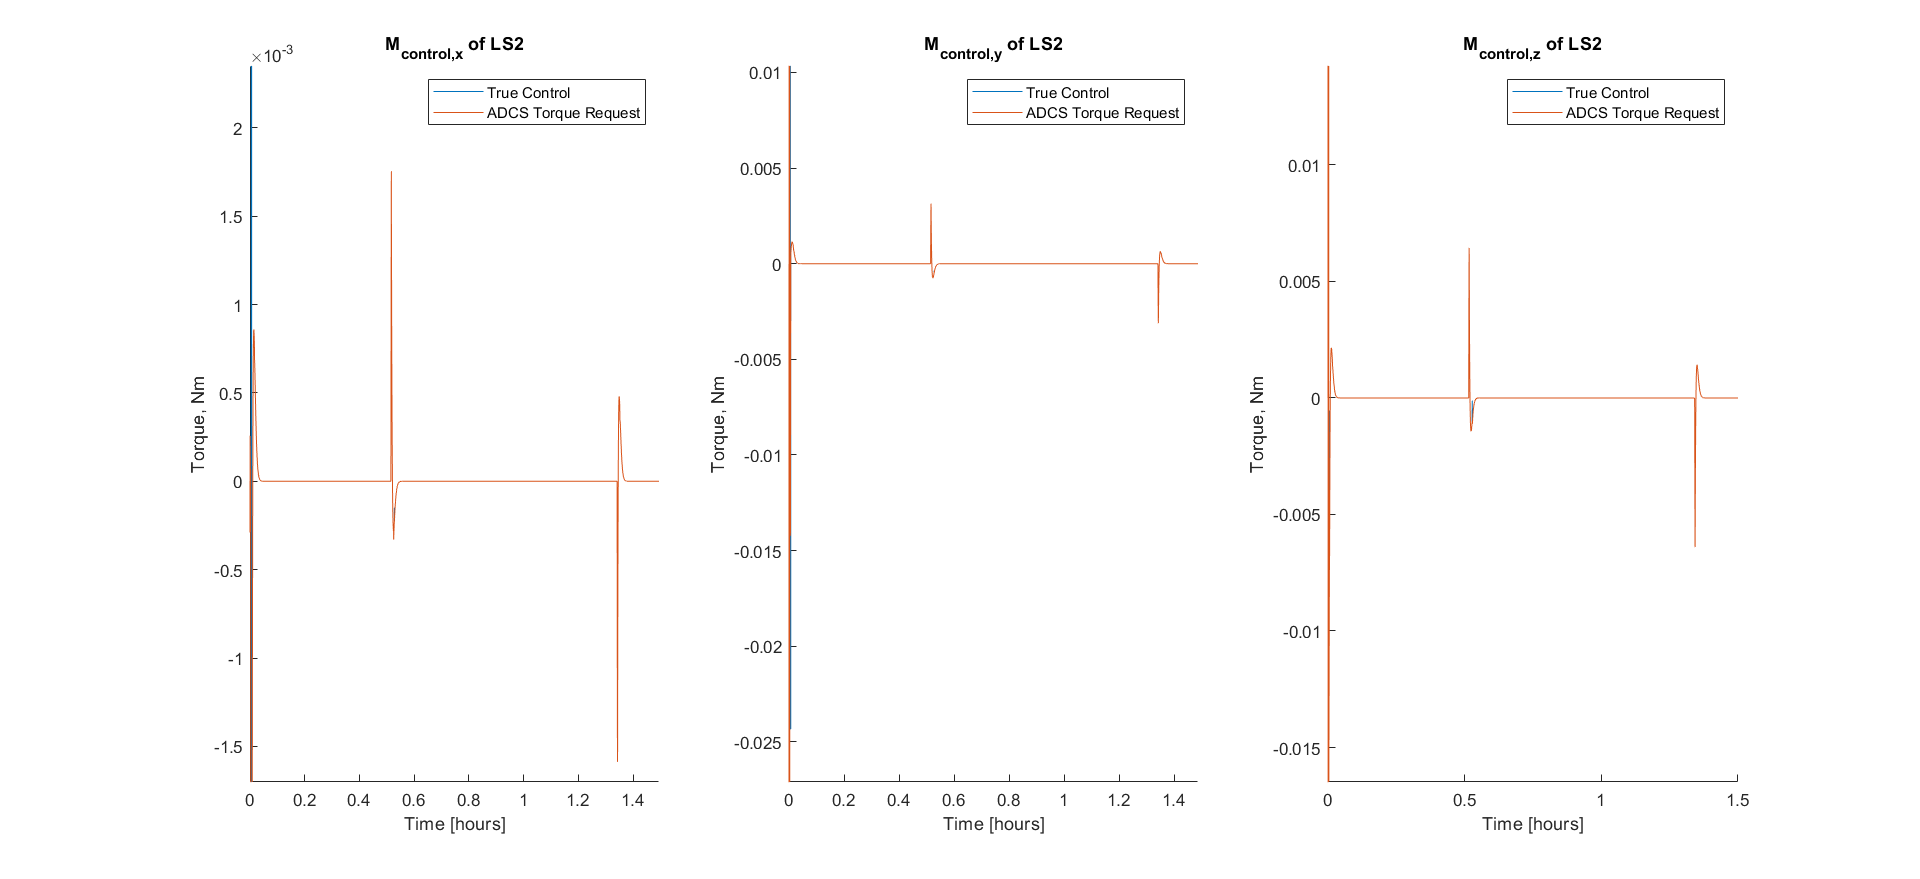 M_control,x of LS2
×10^-3
True Control
ADCS Torque Request
2
1.5
1
0.5
0
-0.5
-1
-1.5
Torque, Nm
0 0.2 0.4 0.6 0.8 1 1.2 1.4
Time [hours]
M_control,y of LS2
True Control
ADCS Torque Request
0.01
0.005
0
-0.005
-0.01
-0.015
-0.02
-0.025
Torque, Nm
0 0.2 0.4 0.6 0.8 1 1.2 1.4
Time [hours]
M_control,z of LS2
True Control
ADCS Torque Request
0.01
0.005
0
-0.005
-0.01
-0.015
Torque, Nm
0 0.5 1 1.5
Time [hours]